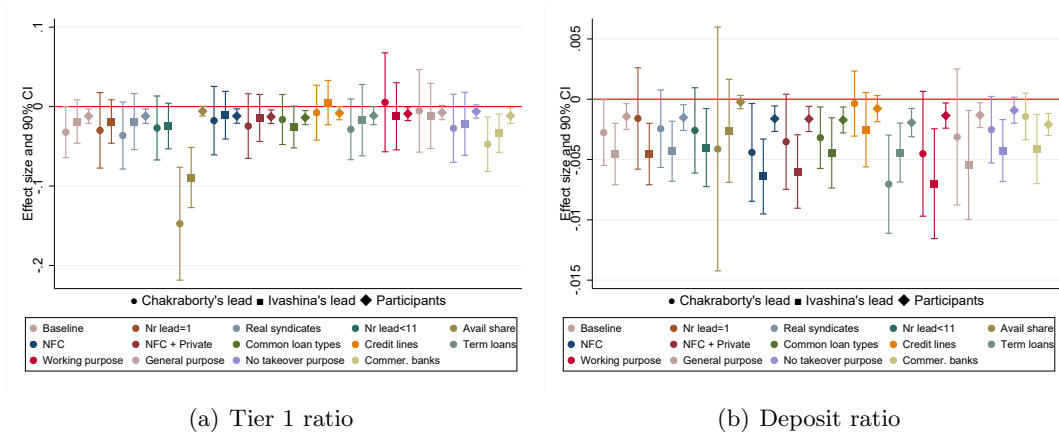 .1
0
-.1
-.2
Effect size and 90% CI
Chakraborty's lead Ivashina's lead Participants
Baseline Nr lead=1 Real syndicates Nr lead<11 Avail share
NFC NFC + Private Common loan types Credit lines Term loans
Working purpose General purpose No takeover purpose Commer. banks
(a) Tier 1 ratio
.005
0
-.005
-.01
-.015
Effect size and 90% CI
Chakraborty's lead Ivashina's lead Participants
Baseline Nr lead=1 Real syndicates Nr lead<11 Avail share
NFC NFC + Private Common loan types Credit lines Term loans
Working purpose General purpose No takeover purpose Commer. banks
(b) Deposit ratio